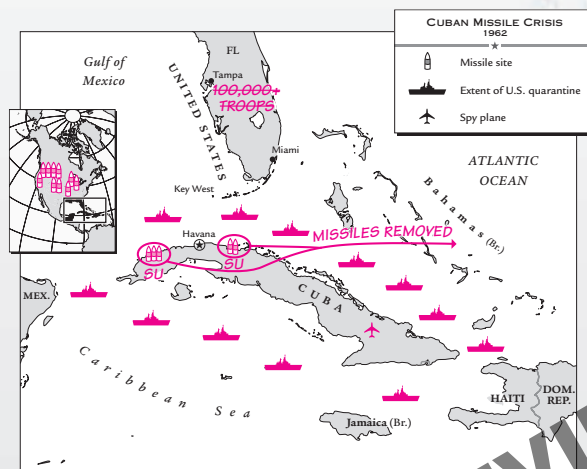 CUBAN MISSILE CRISIS
1962
Missile site
Extent of U.S. quarantine
Spy plane
FL
Gulf of
Mexico
Tampa
100,000+
TROOPS
UNITED STATES
Miami
ATLANTIC
OCEAN
Key West
Bahamas (Br.)
Havana
MISSILES REMOVED
SU
SU
MEX.
CUBA
Caribbean Sea
HAITI
DOM.
REP.
Jamaica (Br.)